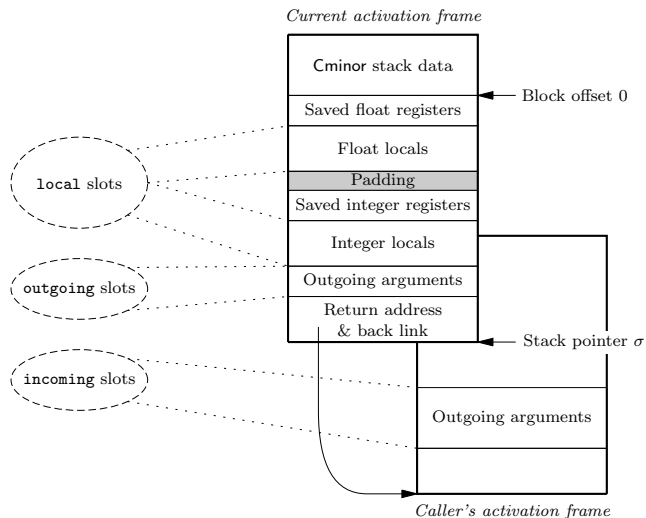 Current activation frame
Cminor stack data
Block offset 0
Saved float registers
Float locals
Padding
local slots
Saved integer registers
Integer locals
Outgoing arguments
outgoing slots
Return address
& back link
Stack pointer σ
incoming slots
Outgoing arguments
Caller's activation frame